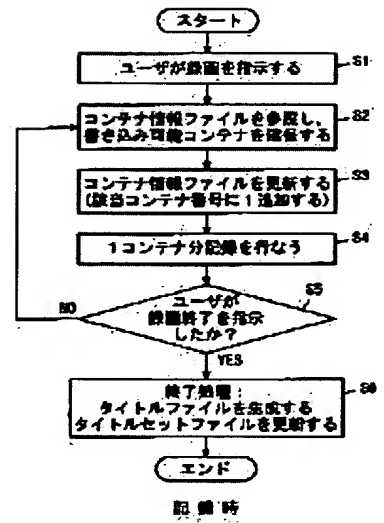 スタート
ユーザが録画を指示する
S1
コンテナ情報ファイルを参照し、
書き込み可能コンテナを確保する
S2
コンテナ情報ファイルを更新する
(該当コンテナ番号に1追加する)
S3
1コンテナ分記録を行なう
S4
ユーザが
録画終了を指示
したか?
S5
NO
YES
終了処理:
タイトルファイルを生成する
タイトルセットファイルを更新する
S6
エンド
記録時